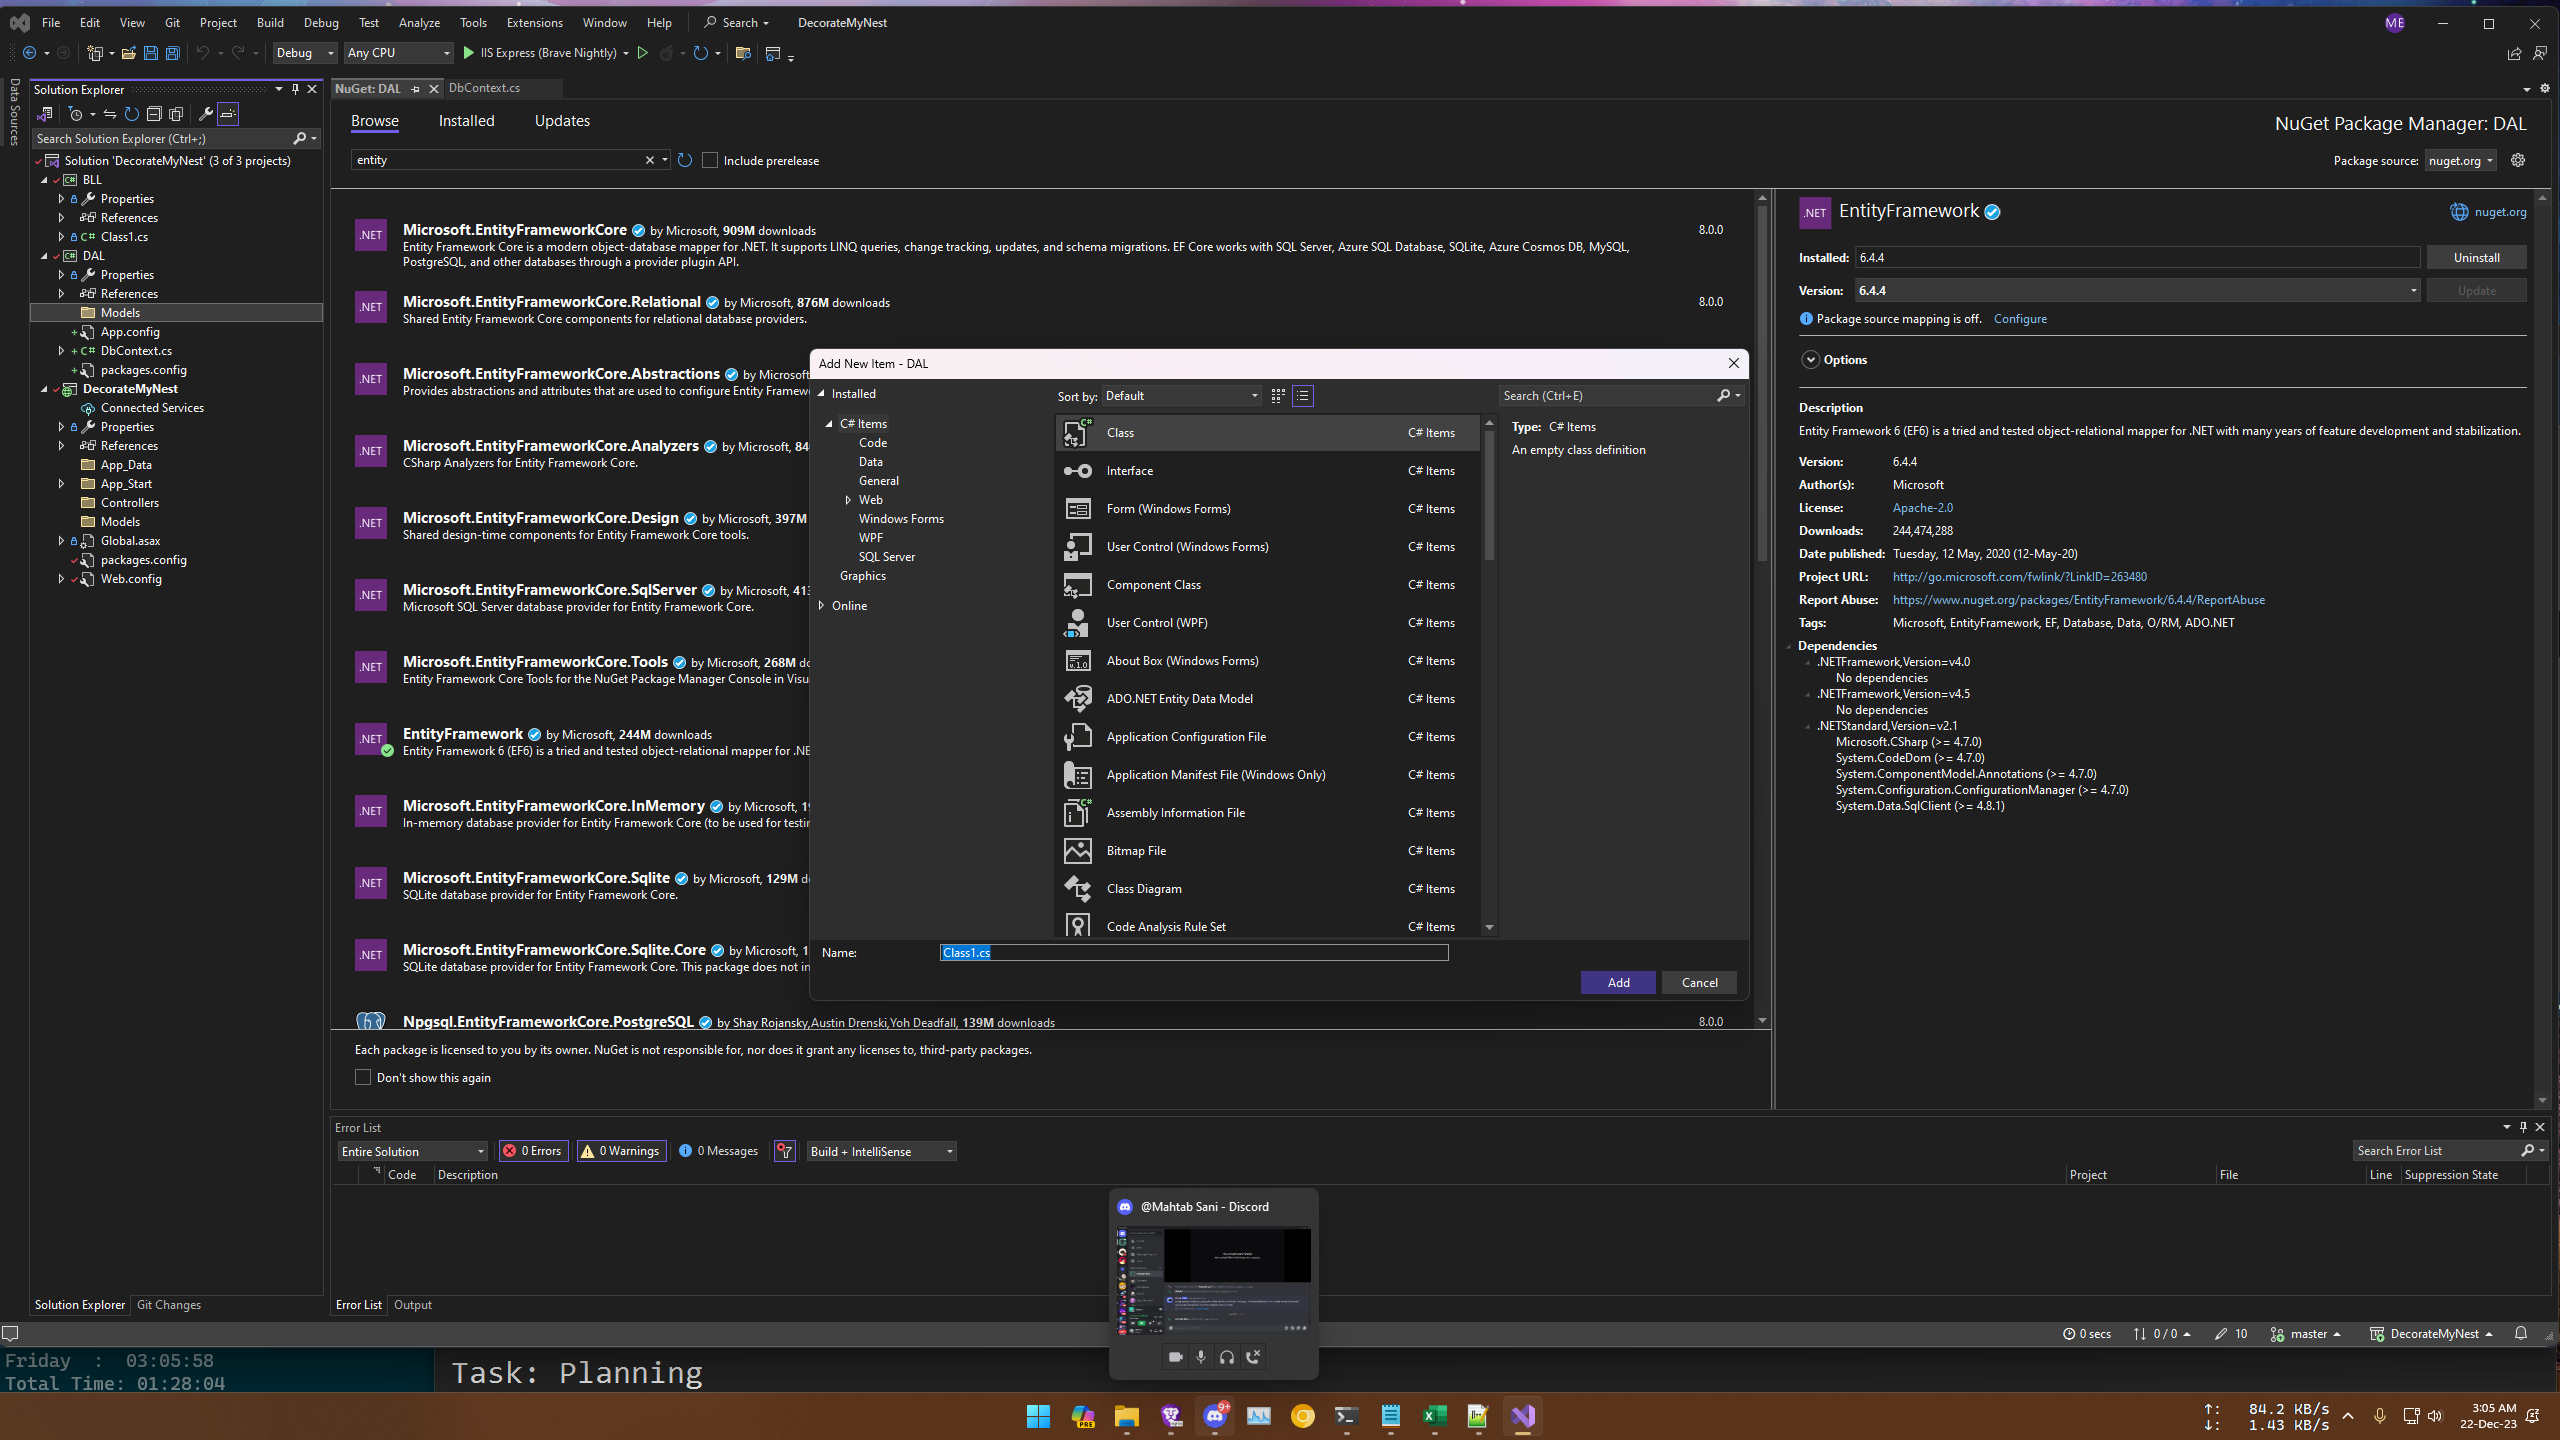 File Edit View Git Project Build Debug Test Analyze Tools Extensions Window Help Search DecorateMyNest ME
Debug Any CPU IIS Express (Brave Nightly)
Data Sources
Solution Explorer
Search Solution Explorer (Ctrl+;)
Solution 'DecorateMyNest' (3 of 3 projects)
BLL
Properties
References
C# Class1.cs
DAL
Properties
References
Models
App.config
C# DbContext.cs
packages.config
DecorateMyNest
Connected Services
Properties
References
App_Data
App_Start
Controllers
Models
Global.asax
packages.config
Web.config
Solution Explorer Git Changes
NuGet: DAL DbContext.cs
Browse Installed Updates
NuGet Package Manager: DAL
entity
Include prerelease
Package source: nuget.org
.NET
Microsoft.EntityFrameworkCore by Microsoft, 909M downloads 8.0.0
Entity Framework Core is a modern object-database mapper for .NET. It supports LINQ queries, change tracking, updates, and schema migrations. EF Core works with SQL Server, Azure SQL Database, SQLite, Azure Cosmos DB, MySQL,
PostgreSQL, and other databases through a provider plugin API.
.NET
Microsoft.EntityFrameworkCore.Relational by Microsoft, 876M downloads 8.0.0
Shared Entity Framework Core components for relational database providers.
.NET
Microsoft.EntityFrameworkCore.Abstractions by Microsoft
Provides abstractions and attributes that are used to configure Entity Framew
.NET
Microsoft.EntityFrameworkCore.Analyzers by Microsoft, 84
CSharp Analyzers for Entity Framework Core.
.NET
Microsoft.EntityFrameworkCore.Design by Microsoft, 397M
Shared design-time components for Entity Framework Core tools.
.NET
Microsoft.EntityFrameworkCore.SqlServer by Microsoft, 413
Microsoft SQL Server database provider for Entity Framework Core.
.NET
Microsoft.EntityFrameworkCore.Tools by Microsoft, 268M do
Entity Framework Core Tools for the NuGet Package Manager Console in Visu
.NET
EntityFramework by Microsoft, 244M downloads
Entity Framework 6 (EF6) is a tried and tested object-relational mapper for .NE
.NET
Microsoft.EntityFrameworkCore.InMemory by Microsoft, 19
In-memory database provider for Entity Framework Core (to be used for testin
.NET
Microsoft.EntityFrameworkCore.Sqlite by Microsoft, 129M d
SQLite database provider for Entity Framework Core.
.NET
Microsoft.EntityFrameworkCore.Sqlite.Core by Microsoft, 1
SQLite database provider for Entity Framework Core. This package does not in
Npgsql.EntityFrameworkCore.PostgreSQL by Shay Rojansky,Austin Drenski,Yoh Deadfall, 139M downloads 8.0.0
Each package is licensed to you by its owner. NuGet is not responsible for, nor does it grant any licenses to, third-party packages.
Don't show this again
.NET EntityFramework nuget.org
Installed: 6.4.4 Uninstall
Version: 6.4.4 Update
Package source mapping is off. Configure
Options
Description
Entity Framework 6 (EF6) is a tried and tested object-relational mapper for .NET with many years of feature development and stabilization.
Version: 6.4.4
Author(s): Microsoft
License: Apache-2.0
Downloads: 244,474,288
Date published: Tuesday, 12 May, 2020 (12-May-20)
Project URL: http://go.microsoft.com/fwlink/?LinkID=263480
Report Abuse: https://www.nuget.org/packages/EntityFramework/6.4.4/ReportAbuse
Tags: Microsoft, EntityFramework, EF, Database, Data, O/RM, ADO.NET
Dependencies
.NETFramework,Version=v4.0
No dependencies
.NETFramework,Version=v4.5
No dependencies
.NETStandard,Version=v2.1
Microsoft.CSharp (>= 4.7.0)
System.CodeDom (>= 4.7.0)
System.ComponentModel.Annotations (>= 4.7.0)
System.Configuration.ConfigurationManager (>= 4.7.0)
System.Data.SqlClient (>= 4.8.1)
Add New Item - DAL
Installed
C# Items
Code
Data
General
Web
Windows Forms
WPF
SQL Server
Graphics
Online
Sort by: Default
Search (Ctrl+E)
Class C# Items
Interface C# Items
Form (Windows Forms) C# Items
User Control (Windows Forms) C# Items
Component Class C# Items
User Control (WPF) C# Items
About Box (Windows Forms) C# Items
ADO.NET Entity Data Model C# Items
Application Configuration File C# Items
Application Manifest File (Windows Only) C# Items
Assembly Information File C# Items
Bitmap File C# Items
Class Diagram C# Items
Code Analysis Rule Set C# Items
Type: C# Items
An empty class definition
Name: Class1.cs
Add Cancel
Error List
Entire Solution 0 Errors 0 Warnings 0 Messages Build + IntelliSense Search Error List
Code Description Project File Line Suppression State
Error List Output
@Mahtab Sani - Discord
0 secs 0 / 0 10 master DecorateMyNest
Friday : 03:05:58
Total Time: 01:28:04
Task: Planning
PRE
9+
84.2 KB/s
1.43 KB/s
3:05 AM
22-Dec-23